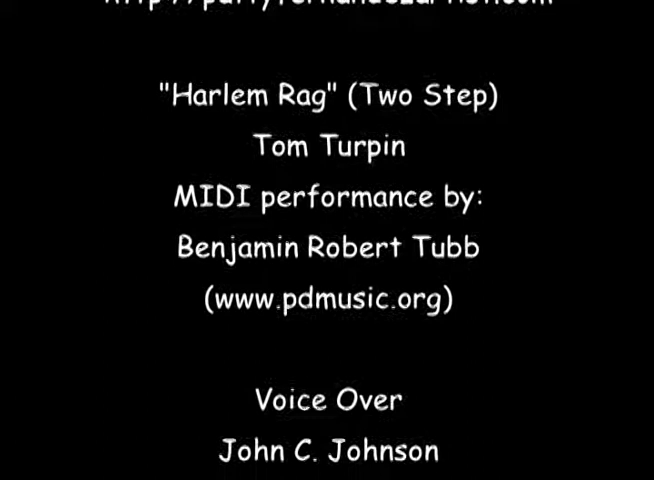 "Harlem Rag" (Two Step)
Tom Turpin
MIDI performance by:
Benjamin Robert Tubb
(www.pdmusic.org)
Voice Over
John C. Johnson